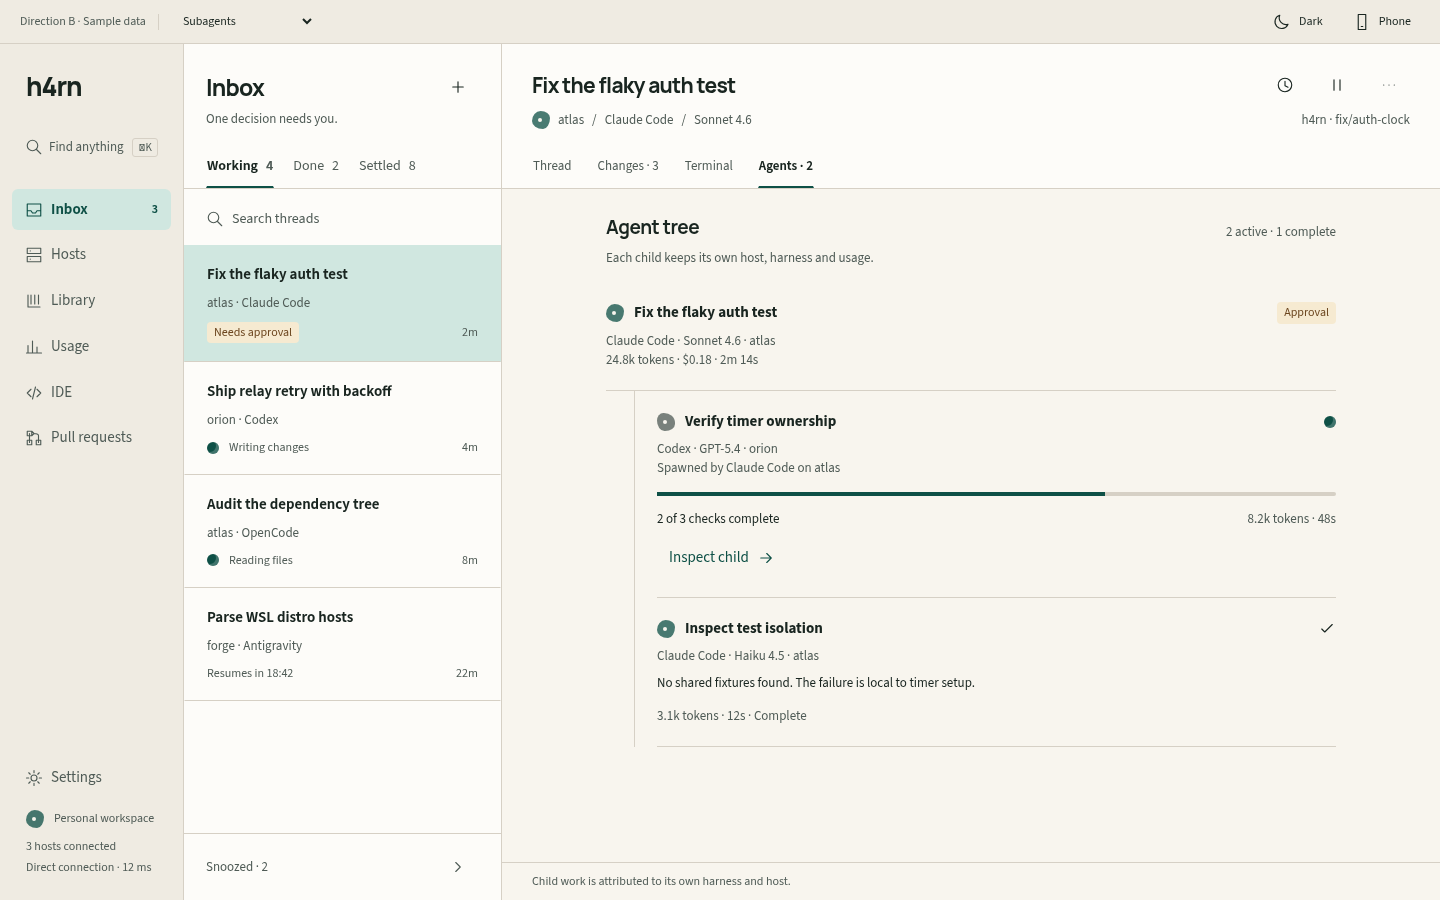 Direction B · Sample data
Subagents
Dark
Phone
h4rn
Find anything
K
Inbox 3
Hosts
Library
Usage
IDE
Pull requests
Settings
Personal workspace
3 hosts connected
Direct connection · 12 ms
Inbox
One decision needs you.
Working 4 Done 2 Settled 8
Search threads
Fix the flaky auth test
atlas · Claude Code
Needs approval 2m
Ship relay retry with backoff
orion · Codex
Writing changes 4m
Audit the dependency tree
atlas · OpenCode
Reading files 8m
Parse WSL distro hosts
forge · Antigravity
Resumes in 18:42 22m
Snoozed · 2
Fix the flaky auth test
atlas / Claude Code / Sonnet 4.6
h4rn · fix/auth-clock
Thread Changes · 3 Terminal Agents · 2
Agent tree
2 active · 1 complete
Each child keeps its own host, harness and usage.
Fix the flaky auth test
Approval
Claude Code · Sonnet 4.6 · atlas
24.8k tokens · $0.18 · 2m 14s
Verify timer ownership
Codex · GPT-5.4 · orion
Spawned by Claude Code on atlas
2 of 3 checks complete
8.2k tokens · 48s
Inspect child
Inspect test isolation
Claude Code · Haiku 4.5 · atlas
No shared fixtures found. The failure is local to timer setup.
3.1k tokens · 12s · Complete
Child work is attributed to its own harness and host.